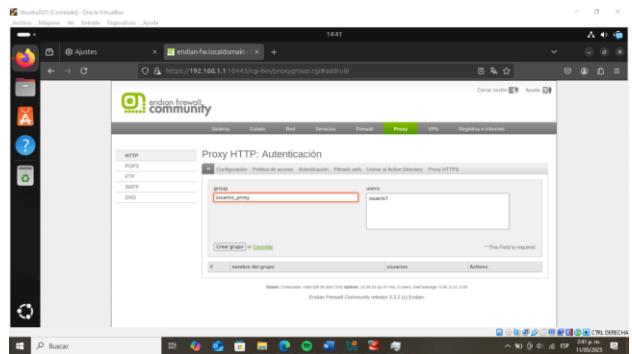 Ubuntu2025 [Corriendo] - Oracle VirtualBox
Archivo Máquina Ver Entrada Dispositivos Ayuda
14:41
Ajustes
endian-fw.localdomain -
https://192.168.1.1:10443/cgi-bin/proxygroup.cgi#addrule
endian firewall
community
Cerrar sesión
Ayuda
Sistema Estado Red Servicios Firewall Proxy VPN Registros e informes
HTTP
POP3
FTP
SMTP
DNS
Proxy HTTP: Autenticación
Configuración Política de acceso Autenticación Filtrado web Unirse al Active Directory Proxy HTTPS
group
users
usuarios_proxy
usuario1
Crear grupo or Cancelar
* This Field is required.
# nombre del grupo usuarios Actions
Endian Firewall Community release 3.3.2 (c) Endian
CTRL DERECHA
Buscar
ESP
2:41 p. m.
11/05/2025